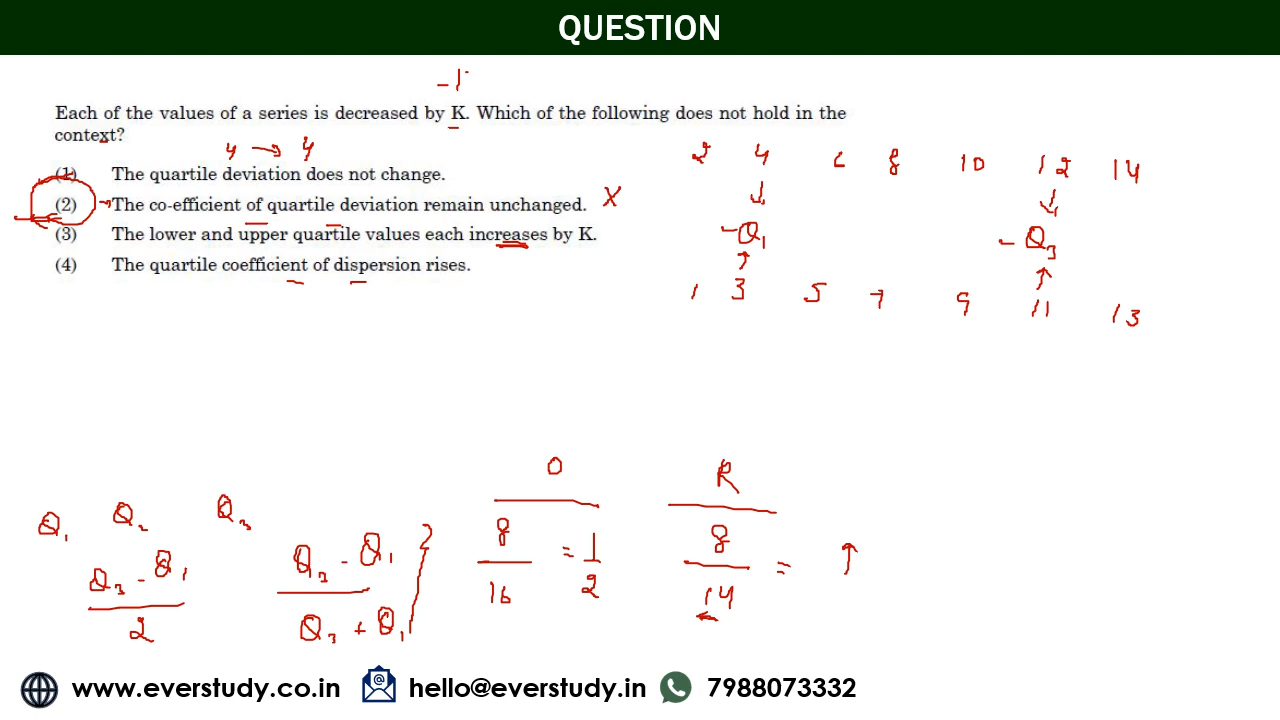 QUESTION
- 1
Each of the values of a series is decreased by K. Which of the following does not hold in the
context?
4 → 4
(1) The quartile deviation does not change.
(2) The co-efficient of quartile deviation remain unchanged. X
(3) The lower and upper quartile values each increases by K.
(4) The quartile coefficient of dispersion rises.
2 4 6 8 10 12 14
↓ ↓
- Q1 - Q3
↑ ↑
1 3 5 7 9 11 13
Q1 Q2 Q3
Q3 - Q1
2
Q3 - Q1
Q3 + Q1
O
8
16
= 1
2
R
8
14
= ↑
www.everstudy.co.in hello@everstudy.in 7988073332